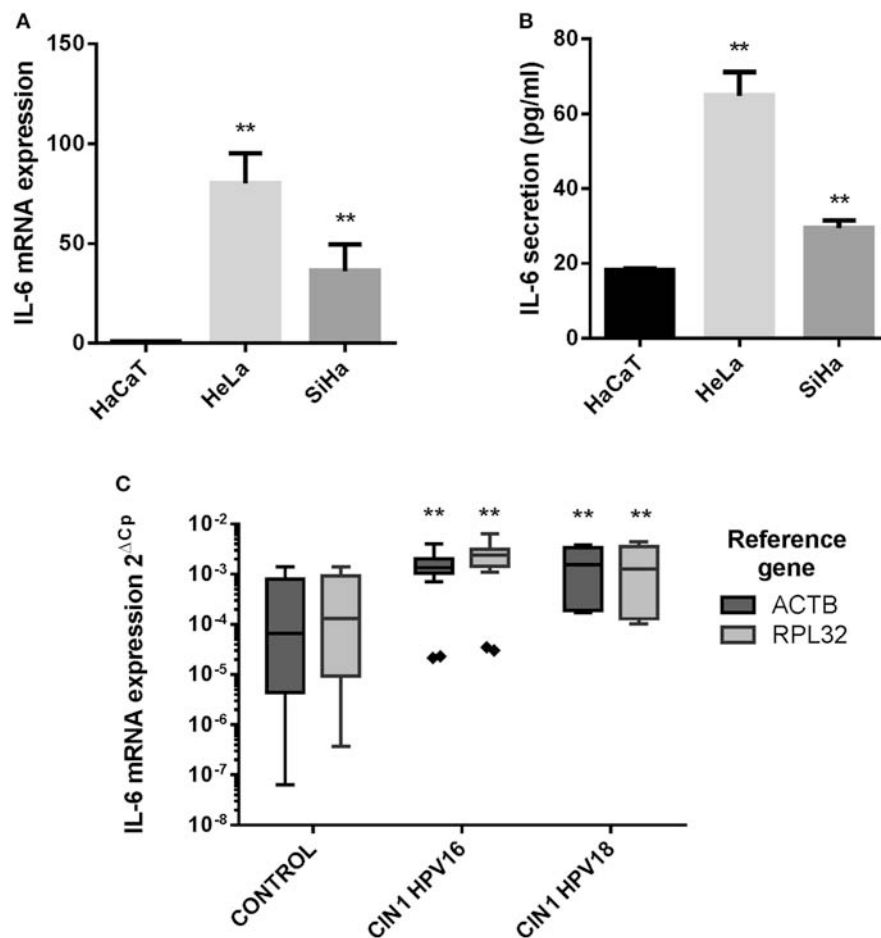 A
IL-6 mRNA expression
150
100
50
0
**
**
HaCaT
HeLa
SiHa
B
IL-6 secretion (pg/ml)
80
60
40
20
0
**
**
HaCaT
HeLa
SiHa
C
IL-6 mRNA expression 2^ΔCp
10^-2
10^-3
10^-4
10^-5
10^-6
10^-7
10^-8
** ** ** **
CONTROL
CIN1 HPV16
CIN1 HPV18
Reference
gene
ACTB
RPL32